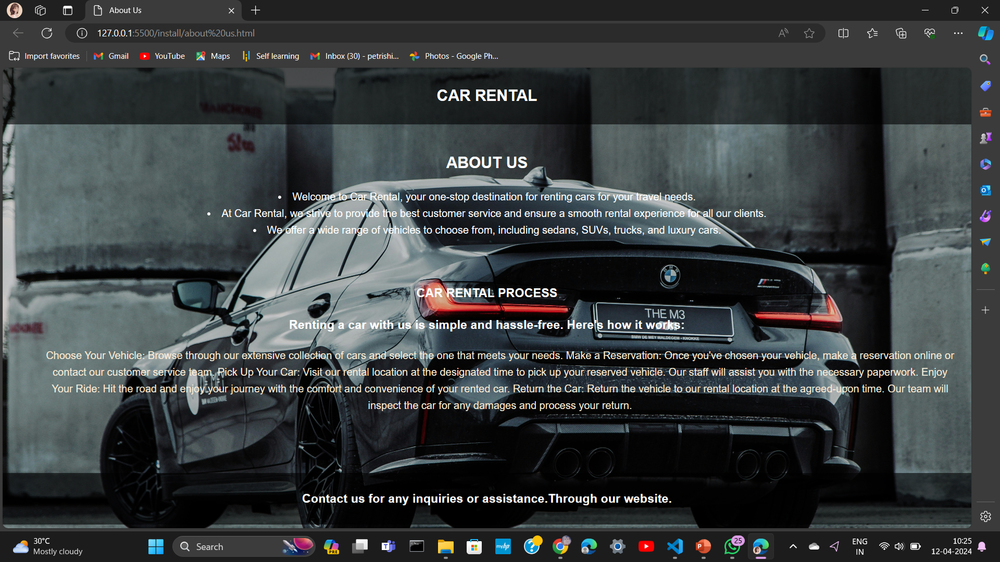 About Us
127.0.0.1:5500/install/about%20us.html
Import favorites
Gmail
YouTube
Maps
Self learning
Inbox (30) - petrishi...
Photos - Google Ph...
CAR RENTAL
ABOUT US
• Welcome to Car Rental, your one-stop destination for renting cars for your travel needs.
• At Car Rental, we strive to provide the best customer service and ensure a smooth rental experience for all our clients.
• We offer a wide range of vehicles to choose from, including sedans, SUVs, trucks, and luxury cars.
BMW
competition
CAR RENTAL PROCESS
THE M3
Renting a car with us is simple and hassle-free. Here's how it works:
BMW DE MEY MALDEGEM - KNOKKE
Choose Your Vehicle: Browse through our extensive collection of cars and select the one that meets your needs. Make a Reservation: Once you've chosen your vehicle, make a reservation online or
contact our customer service team. Pick Up Your Car: Visit our rental location at the designated time to pick up your reserved vehicle. Our staff will assist you with the necessary paperwork. Enjoy
Your Ride: Hit the road and enjoy your journey with the comfort and convenience of your rented car. Return the Car: Return the vehicle to our rental location at the agreed-upon time. Our team will
inspect the car for any damages and process your return.
Contact us for any inquiries or assistance.Through our website.
30°C
Mostly cloudy
Search
PRE
myhp
25
ENG
IN
10:25
12-04-2024